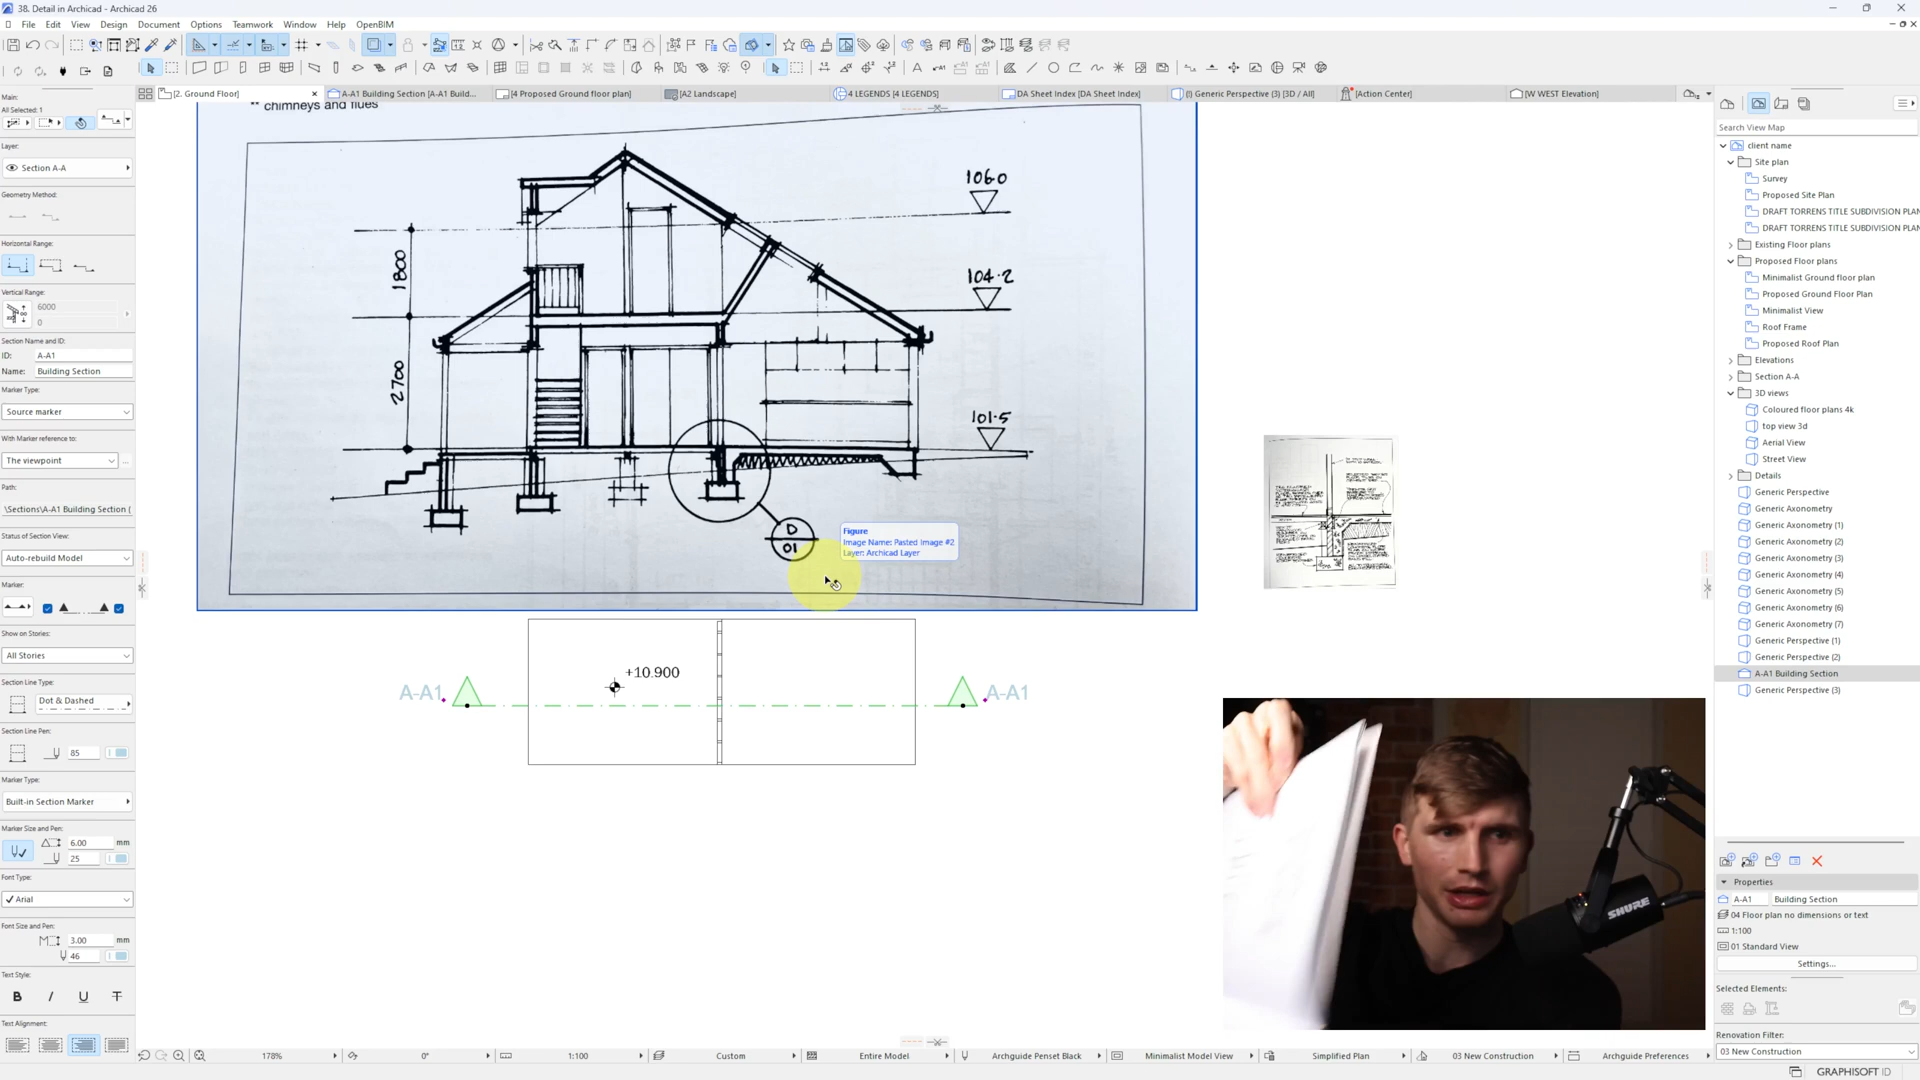 38. Detail in Archicad - Archicad 26
File Edit View Design Document Options Teamwork Window Help OpenBIM
[2. Ground Floor]
A-A1 Building Section [A-A1 Build...
[4 Proposed Ground floor plan]
[A2 Landscape]
4 LEGENDS [4 LEGENDS]
DA Sheet Index [DA Sheet Index]
(!) Generic Perspective (3) [3D / All]
[Action Center]
[W WEST Elevation]
Main:
All Selected: 1
Layer:
Section A-A
Geometry Method:
Horizontal Range:
Vertical Range:
6000
0
Section Name and ID:
ID: A-A1
Name: Building Section
Marker Type:
Source marker
With Marker reference to:
The viewpoint
...
Path:
\Sections\A-A1 Building Section (
Status of Section View:
Auto-rebuild Model
Marker:
Show on Stories:
All Stories
Section Line Type:
Dot & Dashed
Section Line Pen:
85
Marker Type:
Built-in Section Marker
Marker Size and Pen:
6.00 mm
25
Font Type:
Arial
Font Size and Pen:
3.00 mm
46
Text Style:
B I U T
Text Alignment:
** chimneys and flues
1060
1800
104·2
2700
101·5
D
01
Figure
Image Name: Pasted Image #2
Layer: Archicad Layer
+10.900
A-A1
A-A1
SHURE
Search View Map
client name
Site plan
Survey
Proposed Site Plan
DRAFT TORRENS TITLE SUBDIVISION PLAN
DRAFT TORRENS TITLE SUBDIVISION PLAN
Existing Floor plans
Proposed Floor plans
Minimalist Ground floor plan
Proposed Ground Floor Plan
Minimalist View
Roof Frame
Proposed Roof Plan
Elevations
Section A-A
3D views
Coloured floor plans 4k
top view 3d
Aerial View
Street View
Details
Generic Perspective
Generic Axonometry
Generic Axonometry (1)
Generic Axonometry (2)
Generic Axonometry (3)
Generic Axonometry (4)
Generic Axonometry (5)
Generic Axonometry (6)
Generic Axonometry (7)
Generic Perspective (1)
Generic Perspective (2)
A-A1 Building Section
Generic Perspective (3)
Properties
A-A1 Building Section
04 Floor plan no dimensions or text
1:100
01 Standard View
Settings...
Selected Elements:
Renovation Filter:
03 New Construction
178%
0°
1:100
Custom
Entire Model
Archguide Penset Black
Minimalist Model View
Simplified Plan
03 New Construction
Archguide Preferences
GRAPHISOFT ID